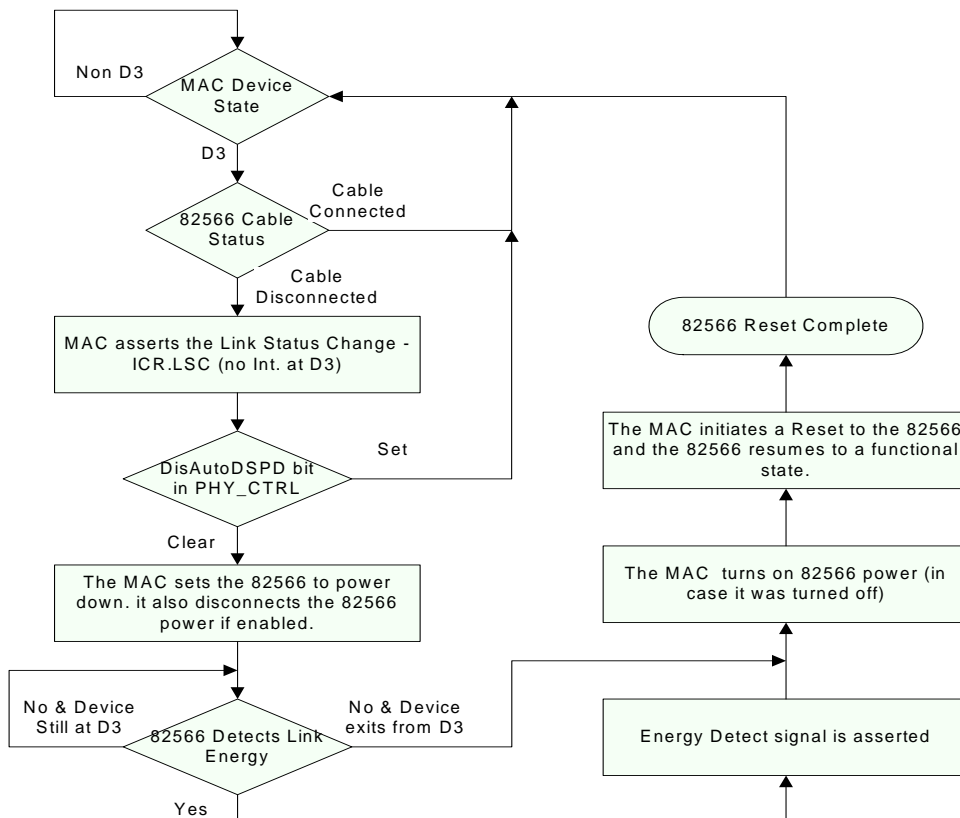 Non D3
MAC Device
State
D3
82566 Cable
Status
Cable
Connected
Cable
Disconnected
MAC asserts the Link Status Change -
ICR.LSC (no Int. at D3)
DisAutoDSPD bit
in PHY_CTRL
Set
Clear
The MAC sets the 82566 to power
down. it also disconnects the 82566
power if enabled.
No & Device
Still at D3
82566 Detects Link
Energy
No & Device
exits from D3
Yes
82566 Reset Complete
The MAC initiates a Reset to the 82566
and the 82566 resumes to a functional
state.
The MAC turns on 82566 power (in
case it was turned off)
Energy Detect signal is asserted